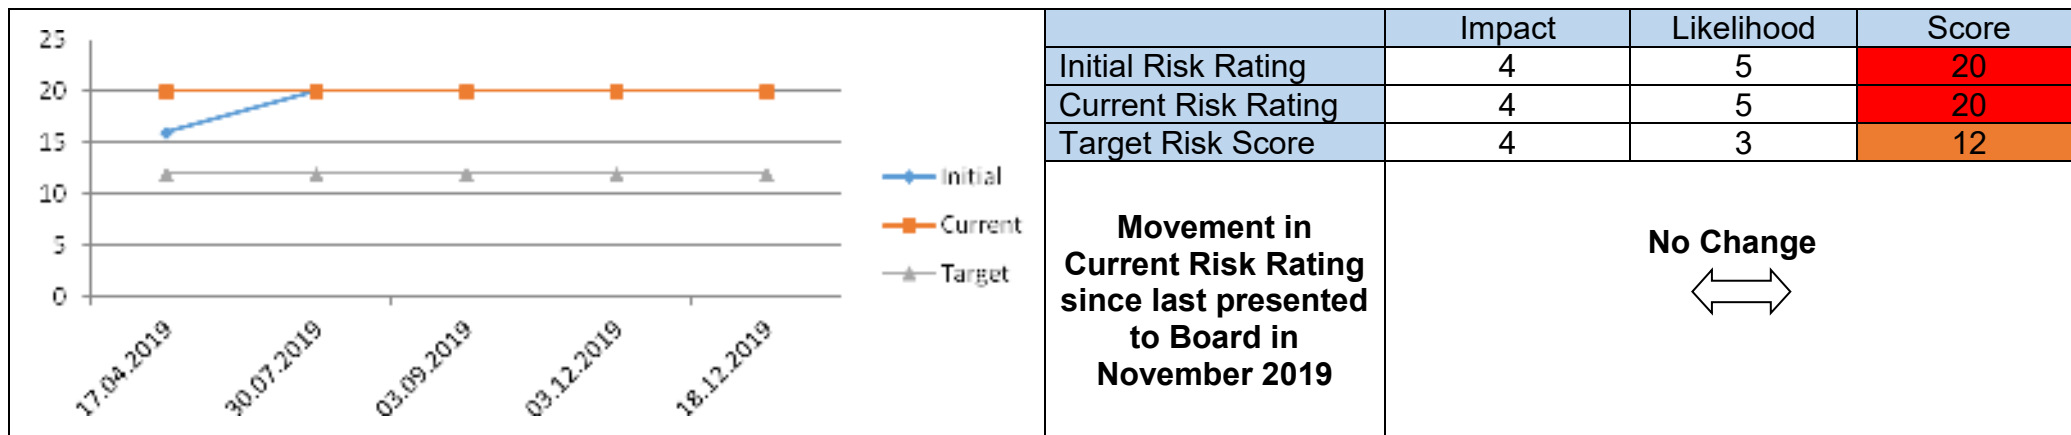 25
20
15
10
5
0
17.04.2019
30.07.2019
03.09.2019
03.12.2019
18.12.2019
Initial
Current
Target
Impact Likelihood Score
Initial Risk Rating 4 5 20
Current Risk Rating 4 5 20
Target Risk Score 4 3 12
Movement in
Current Risk Rating
since last presented
to Board in
November 2019
No Change